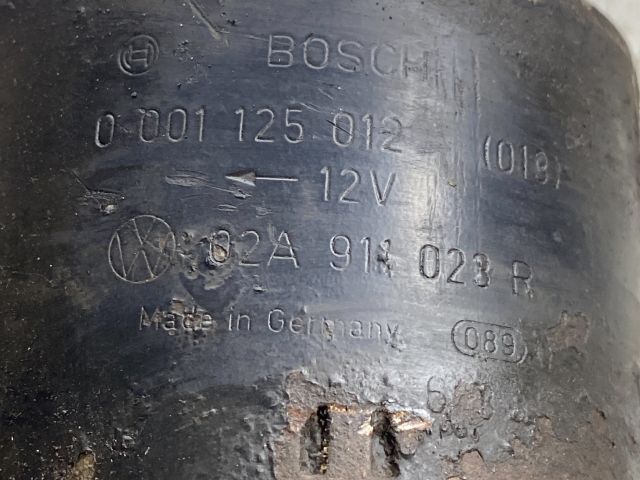 BOSCH
0 001 125 012 (019)
12V
02A 911 023 R
Made in Germany 089